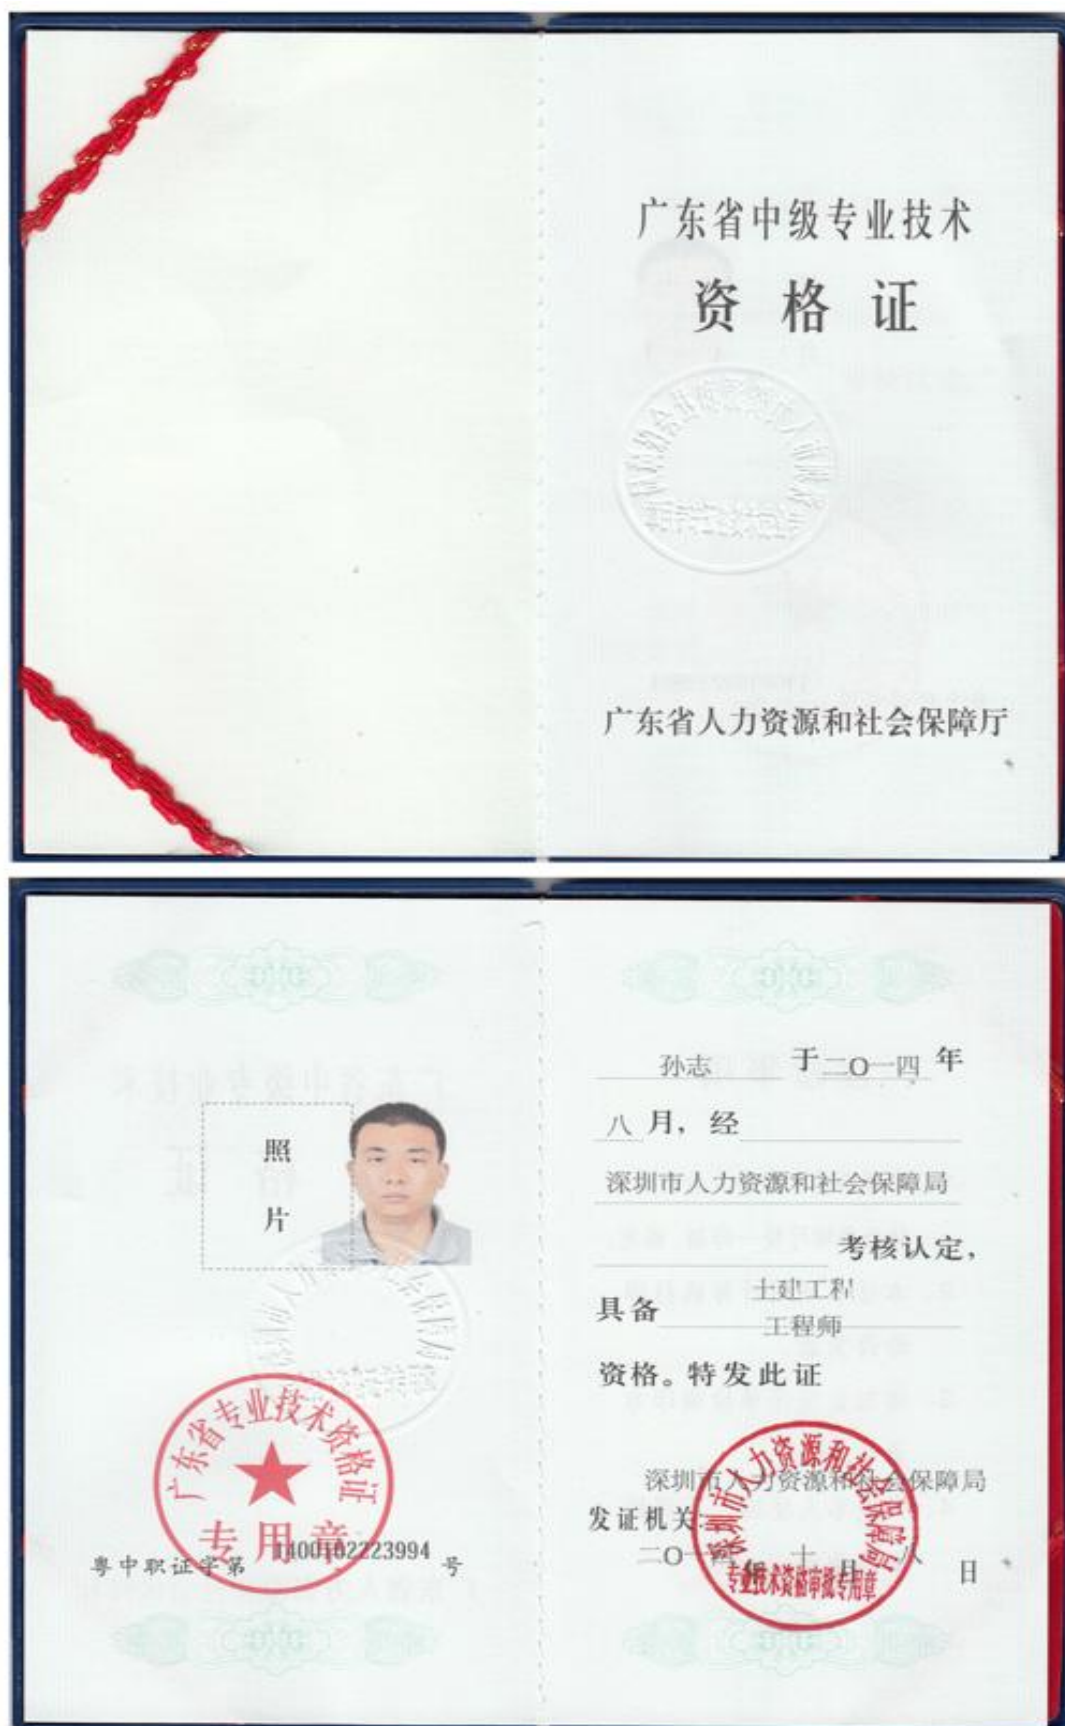 广东省中级专业技术
资格证
广东省人力资源和社会保障厅
照
片
广东省专业技术资格证
专用章
粤中职证字第 1400102223994 号
孙志 于二O一四 年
八 月，经
深圳市人力资源和社会保障局
考核认定，
具备 土建工程
工程师
资格。特发此证
深圳市人力资源和社会保障局
发证机关：
二O一四 年 十 月 八 日
深圳市人力资源和社会保障局
专业技术资格审批专用章